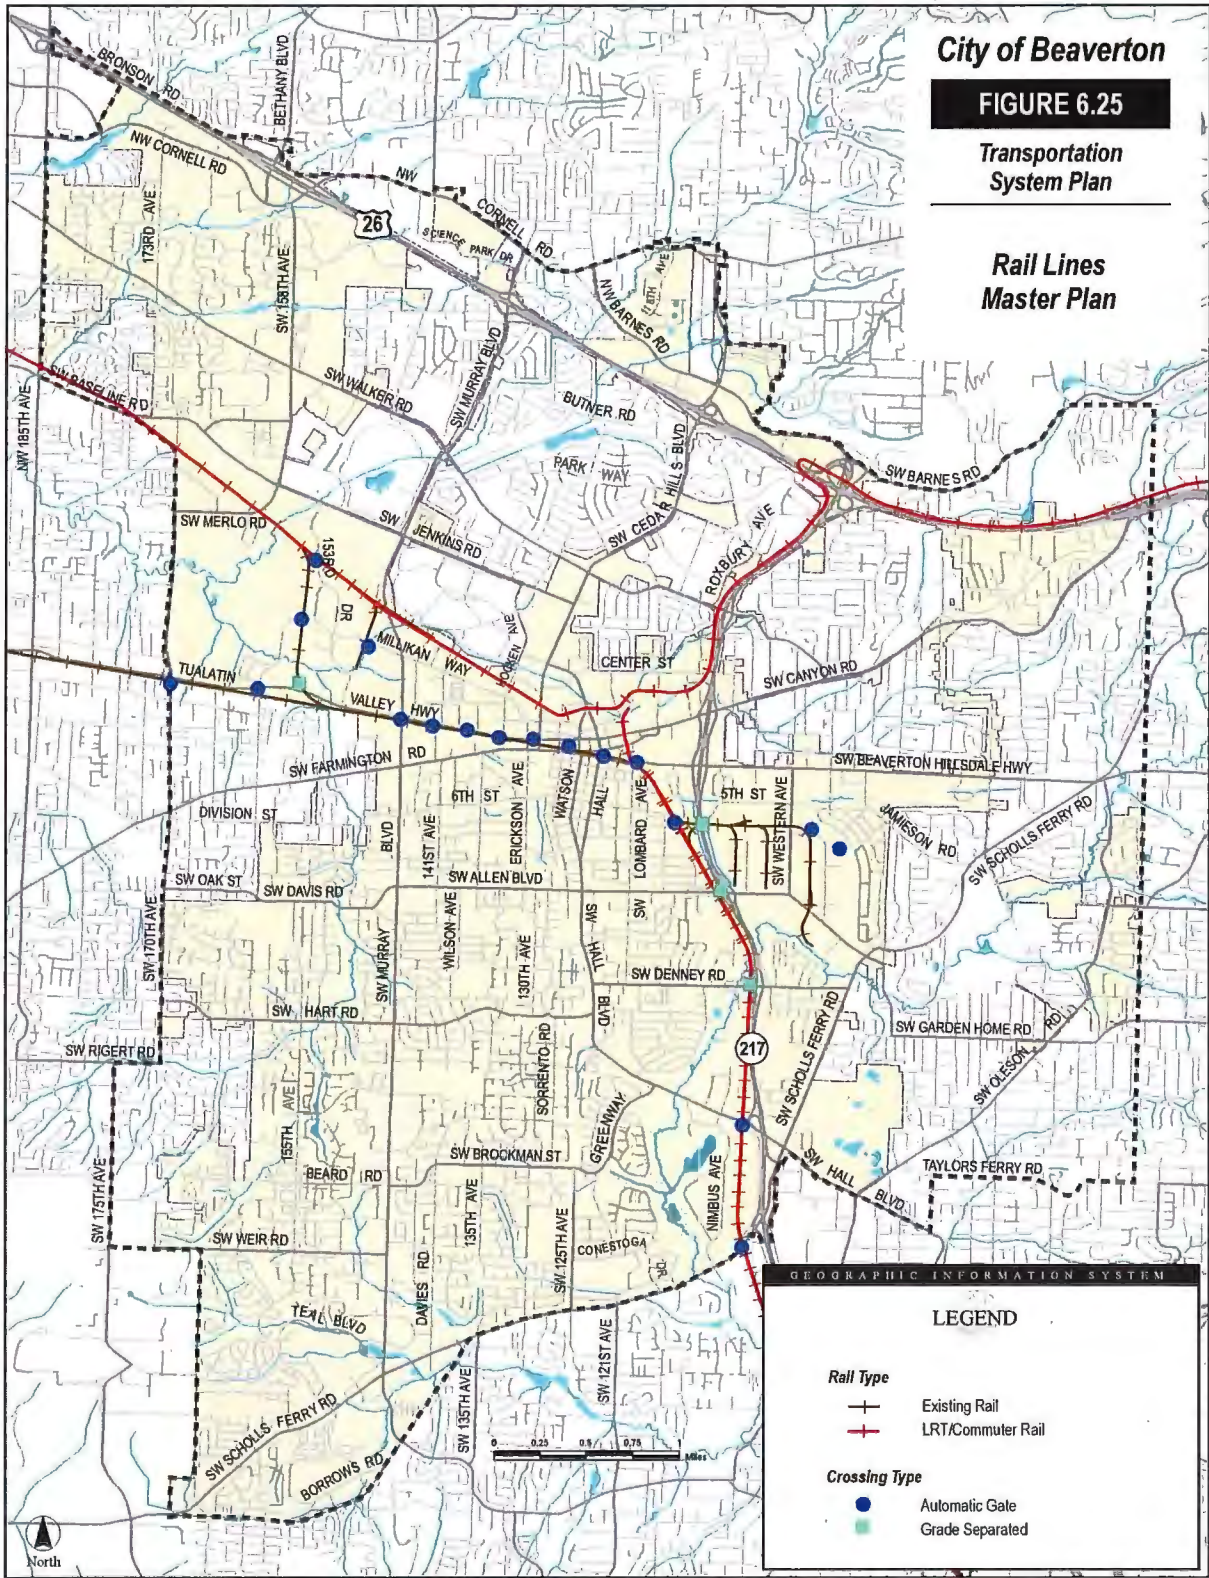 City of Beaverton
FIGURE 6.25
Transportation
System Plan
Rail Lines
Master Plan
BRONSON RD
BETHANY BLVD
NW CORNELL RD
NW CORNELL RD
173RD AVE
SW 158TH AVE
26
SCIENCE PARK DR
118TH AVE
NW BARNES RD
SW MURRAY BLVD
SW WALKER RD
BUTNER RD
PARK WAY
SW CEDAR HILLS BLVD
SW BASELINE RD
NW 185TH AVE
SW BARNES RD
SW MERLO RD
SW JENKINS RD
ROXBURY AVE
153RD DR
MILLIKAN WAY
HOCKEN AVE
CENTER ST
SW CANYON RD
TUALATIN VALLEY HWY
SW FARMINGTON RD
SW BEAVERTON HILLSDALE HWY
6TH ST
5TH ST
DIVISION ST
BLVD
141ST AVE
ERICKSON AVE
WATSON
HALL
LOMBARD AVE
SW WESTERN AVE
JAMIESON RD
SW SCHOLLS FERRY RD
SW OAK ST
SW DAVIS RD
SW ALLEN BLVD
SW
SW 170TH AVE
SW MURRAY
WILSON AVE
130TH AVE
SW HALL BLVD
SW DENNEY RD
SW HART RD
SW GARDEN HOME RD
SW RIGERT RD
217
SW SCHOLLS FERRY RD
SW OLESON RD
155TH AVE
SORRENTO RD
GREENWAY
SW BROCKMAN ST
BEARD RD
NIMBUS AVE
SW HALL BLVD
TAYLORS FERRY RD
SW 175TH AVE
135TH AVE
SW 125TH AVE
SW WEIR RD
CONESTOGA DR
DAVIES RD
TEAL BLVD
SW 121ST AVE
SW 135TH AVE
SW SCHOLLS FERRY RD
BORROWS RD
0 0.25 0.5 0.75 1
Miles
North
GEOGRAPHIC INFORMATION SYSTEM
LEGEND
Rail Type
Existing Rail
LRT/Commuter Rail
Crossing Type
Automatic Gate
Grade Separated